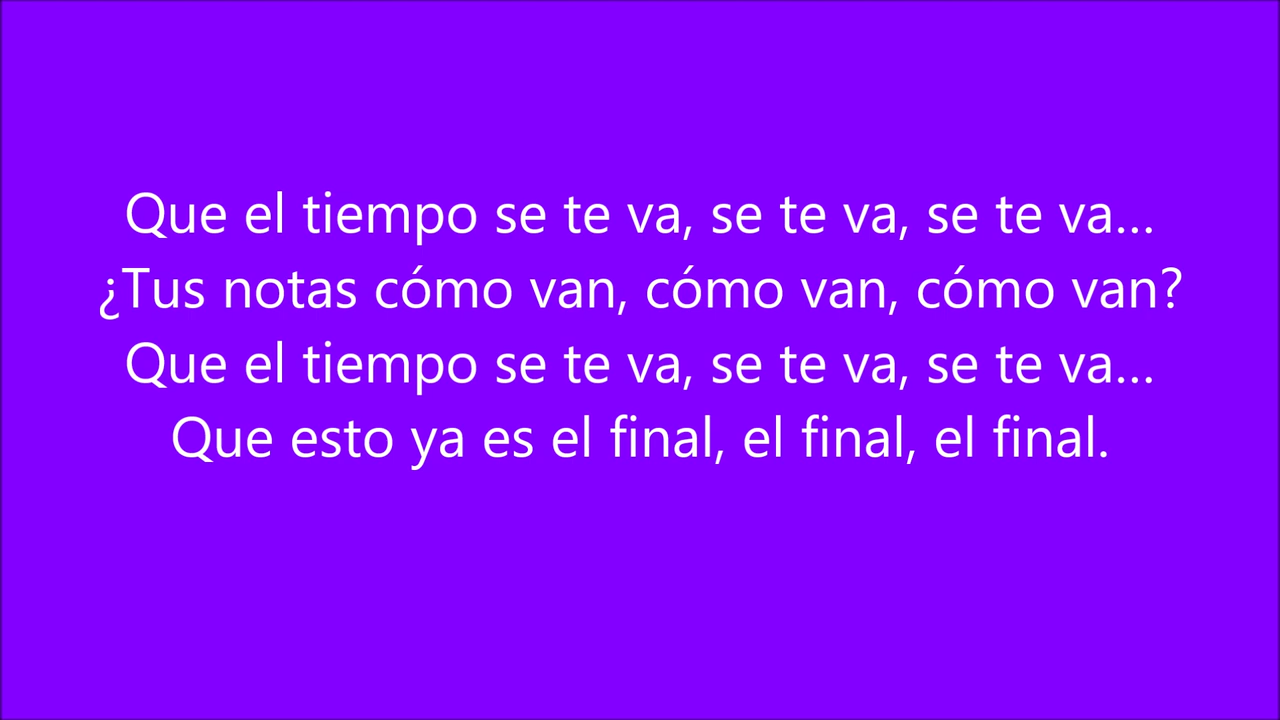 Que el tiempo se te va, se te va, se te va...
¿Tus notas cómo van, cómo van, cómo van?
Que el tiempo se te va, se te va, se te va...
Que esto ya es el final, el final, el final.